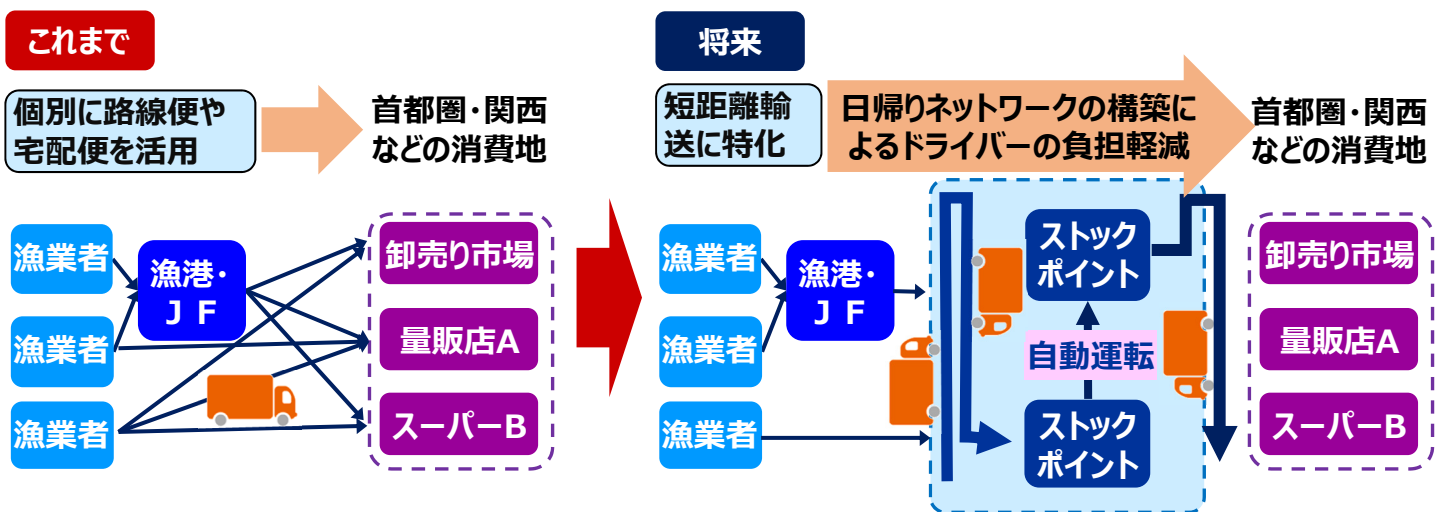 これまで
個別に路線便や
宅配便を活用
首都圏・関西
などの消費地
漁業者
漁業者
漁業者
漁港・
ＪＦ
卸売り市場
量販店A
スーパーB
将来
短距離輸
送に特化
日帰りネットワークの構築に
よるドライバーの負担軽減
首都圏・関西
などの消費地
漁業者
漁業者
漁業者
漁港・
ＪＦ
ストック
ポイント
自動運転
ストック
ポイント
卸売り市場
量販店A
スーパーB